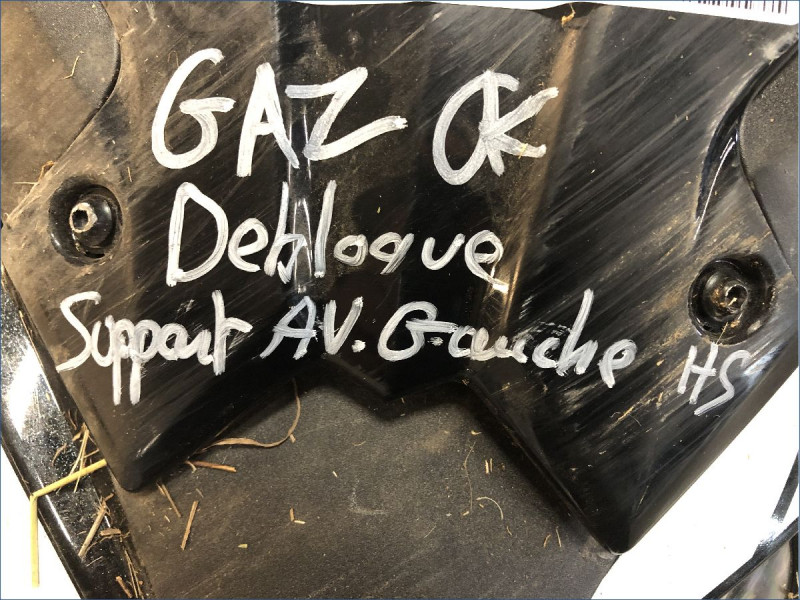 GAZ OK
Debloque
Support AV. Gauche HS